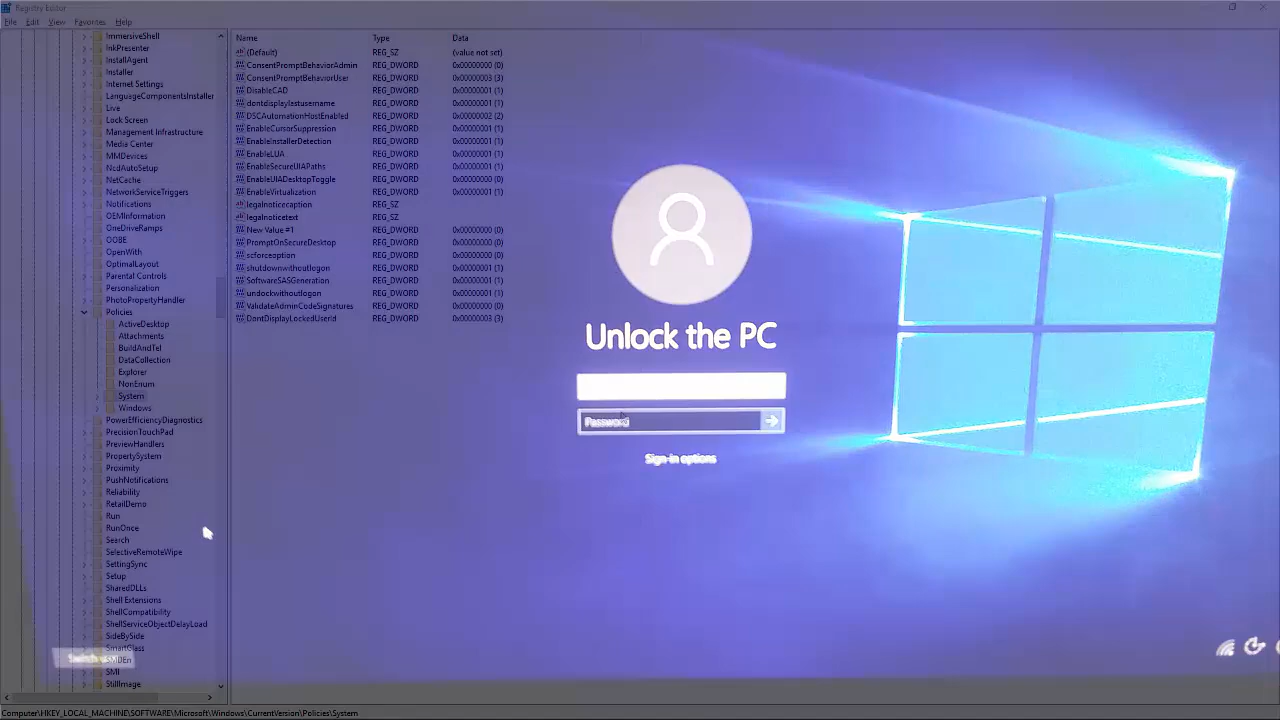 Registry Editor
File Edit View Favorites Help
ImmersiveShell
InkPresenter
InstallAgent
Installer
Internet Settings
LanguageComponentsInstaller
Live
Lock Screen
Management Infrastructure
Media Center
MMDevices
NcdAutoSetup
NetCache
NetworkServiceTriggers
Notifications
OEMInformation
OneDriveRamps
OOBE
OpenWith
OptimalLayout
Parental Controls
Personalization
PhotoPropertyHandler
Policies
ActiveDesktop
Attachments
BuildAndTel
DataCollection
Explorer
NonEnum
System
Windows
PowerEfficiencyDiagnostics
PrecisionTouchPad
PreviewHandlers
PropertySystem
Proximity
PushNotifications
Reliability
RetailDemo
Run
RunOnce
Search
SelectiveRemoteWipe
SettingSync
Setup
SharedDLLs
Shell Extensions
ShellCompatibility
ShellServiceObjectDelayLoad
SideBySide
SmartGlass
SMI
StillImage
Name Type Data
(Default) REG_SZ (value not set)
ConsentPromptBehaviorAdmin REG_DWORD 0x00000000 (0)
ConsentPromptBehaviorUser REG_DWORD 0x00000003 (3)
DisableCAD REG_DWORD 0x00000001 (1)
dontdisplaylastusername REG_DWORD 0x00000001 (1)
DSCAutomationHostEnabled REG_DWORD 0x00000002 (2)
EnableCursorSuppression REG_DWORD 0x00000001 (1)
EnableInstallerDetection REG_DWORD 0x00000001 (1)
EnableLUA REG_DWORD 0x00000001 (1)
EnableSecureUIAPaths REG_DWORD 0x00000001 (1)
EnableUIADesktopToggle REG_DWORD 0x00000000 (0)
EnableVirtualization REG_DWORD 0x00000001 (1)
legalnoticecaption REG_SZ
legalnoticetext REG_SZ
New Value #1 REG_DWORD 0x00000000 (0)
PromptOnSecureDesktop REG_DWORD 0x00000000 (0)
scforceoption REG_DWORD 0x00000000 (0)
shutdownwithoutlogon REG_DWORD 0x00000001 (1)
SoftwareSASGeneration REG_DWORD 0x00000001 (1)
undockwithoutlogon REG_DWORD 0x00000001 (1)
ValidateAdminCodeSignatures REG_DWORD 0x00000000 (0)
DontDisplayLockedUserId REG_DWORD 0x00000003 (3)
Unlock the PC
Password
Sign-in options
Computer\HKEY_LOCAL_MACHINE\SOFTWARE\Microsoft\Windows\CurrentVersion\Policies\System